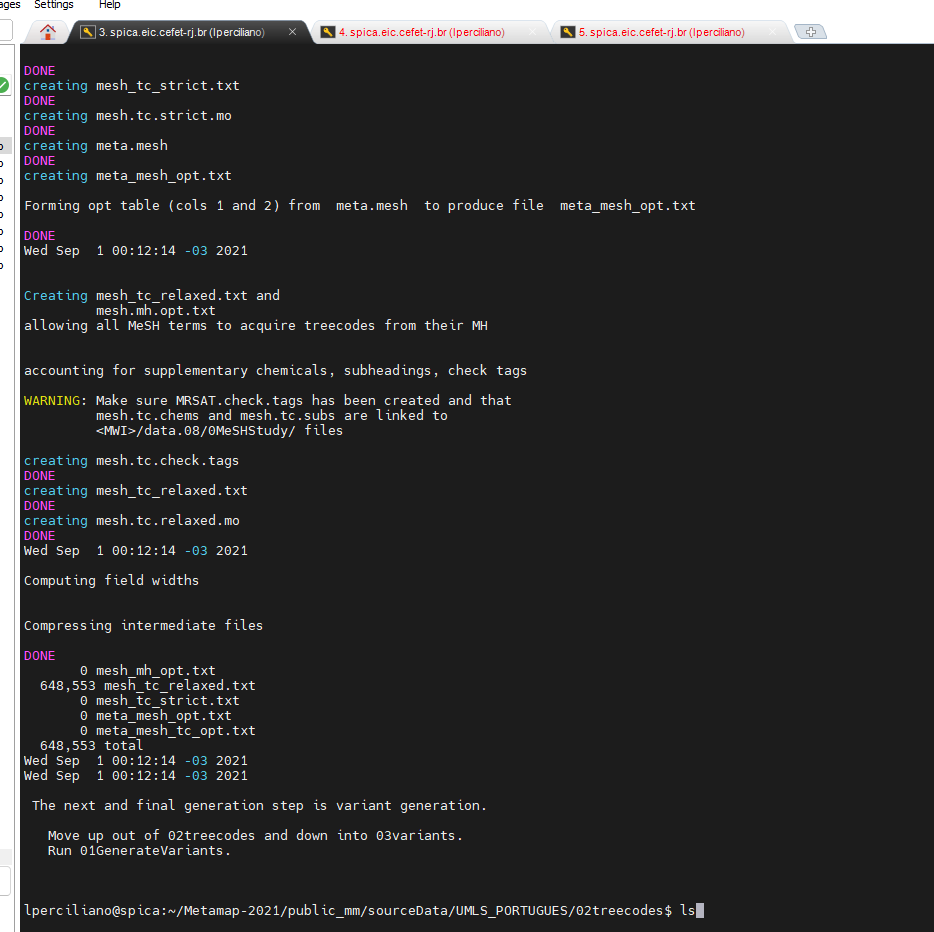 ages Settings Help
3. spica.eic.cefet-rj.br (lperciliano)
4. spica.eic.cefet-rj.br (lperciliano)
5. spica.eic.cefet-rj.br (lperciliano)
DONE
creating mesh_tc_strict.txt
DONE
creating mesh.tc.strict.mo
DONE
creating meta.mesh
DONE
creating meta_mesh_opt.txt
Forming opt table (cols 1 and 2) from  meta.mesh  to produce file  meta_mesh_opt.txt
DONE
Wed Sep  1 00:12:14 -03 2021
Creating mesh_tc_relaxed.txt and
mesh.mh.opt.txt
allowing all MeSH terms to acquire treecodes from their MH
accounting for supplementary chemicals, subheadings, check tags
WARNING: Make sure MRSAT.check.tags has been created and that
mesh.tc.chems and mesh.tc.subs are linked to
<MWI>/data.08/0MeSHStudy/ files
creating mesh.tc.check.tags
DONE
creating mesh_tc_relaxed.txt
DONE
creating mesh.tc.relaxed.mo
DONE
Wed Sep  1 00:12:14 -03 2021
Computing field widths
Compressing intermediate files
DONE
0 mesh_mh_opt.txt
648,553 mesh_tc_relaxed.txt
0 mesh_tc_strict.txt
0 meta_mesh_opt.txt
0 meta_mesh_tc_opt.txt
648,553 total
Wed Sep  1 00:12:14 -03 2021
Wed Sep  1 00:12:14 -03 2021
The next and final generation step is variant generation.
Move up out of 02treecodes and down into 03variants.
Run 01GenerateVariants.
lperciliano@spica:~/Metamap-2021/public_mm/sourceData/UMLS_PORTUGUES/02treecodes$ ls